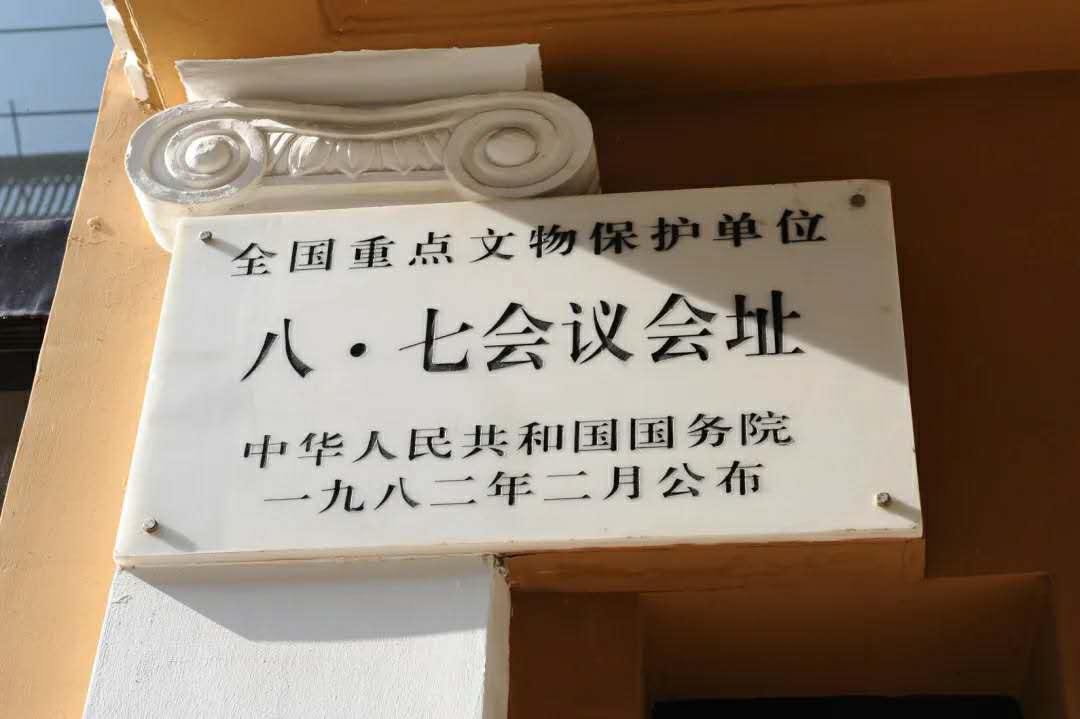 全国重点文物保护单位
八·七会议会址
中华人民共和国国务院
一九八二年二月公布